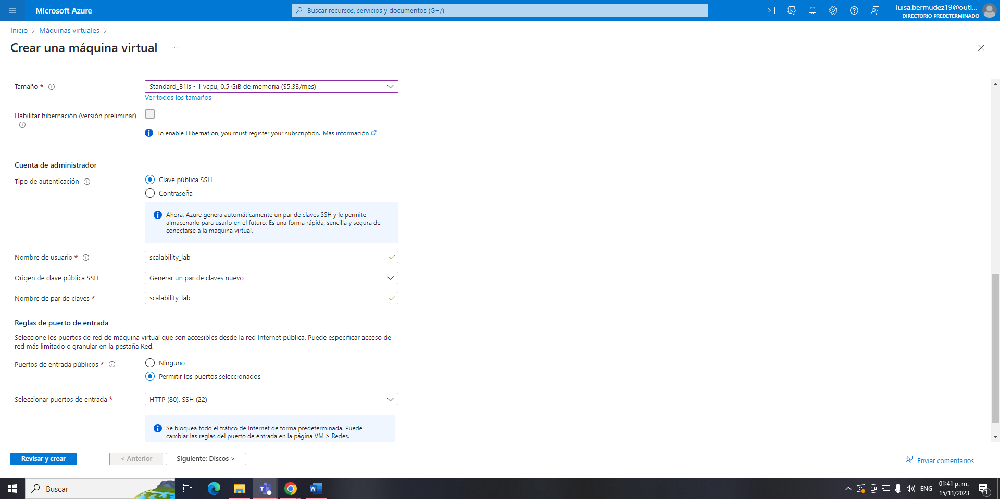 Microsoft Azure
Buscar recursos, servicios y documentos (G+/)
luisa.bermudez19@outl...
DIRECTORIO PREDETERMINADO
Inicio > Máquinas virtuales >
Crear una máquina virtual ...
Tamaño *
Standard_B1ls - 1 vcpu, 0.5 GiB de memoria ($5.33/mes)
Ver todos los tamaños
Habilitar hibernación (versión preliminar)
To enable Hibernation, you must register your subscription. Más información
Cuenta de administrador
Tipo de autenticación
Clave pública SSH
Contraseña
Ahora, Azure genera automáticamente un par de claves SSH y le permite
almacenarlo para usarlo en el futuro. Es una forma rápida, sencilla y segura de
conectarse a la máquina virtual.
Nombre de usuario *
scalability_lab
Origen de clave pública SSH
Generar un par de claves nuevo
Nombre de par de claves *
scalability_lab
Reglas de puerto de entrada
Seleccione los puertos de red de máquina virtual que son accesibles desde la red Internet pública. Puede especificar acceso de
red más limitado o granular en la pestaña Red.
Puertos de entrada públicos *
Ninguno
Permitir los puertos seleccionados
Seleccionar puertos de entrada *
HTTP (80), SSH (22)
Se bloquea todo el tráfico de Internet de forma predeterminada. Puede
cambiar las reglas del puerto de entrada en la página VM > Redes.
Revisar y crear
< Anterior
Siguiente: Discos >
Enviar comentarios
Buscar
ENG
01:41 p. m.
15/11/2023
1